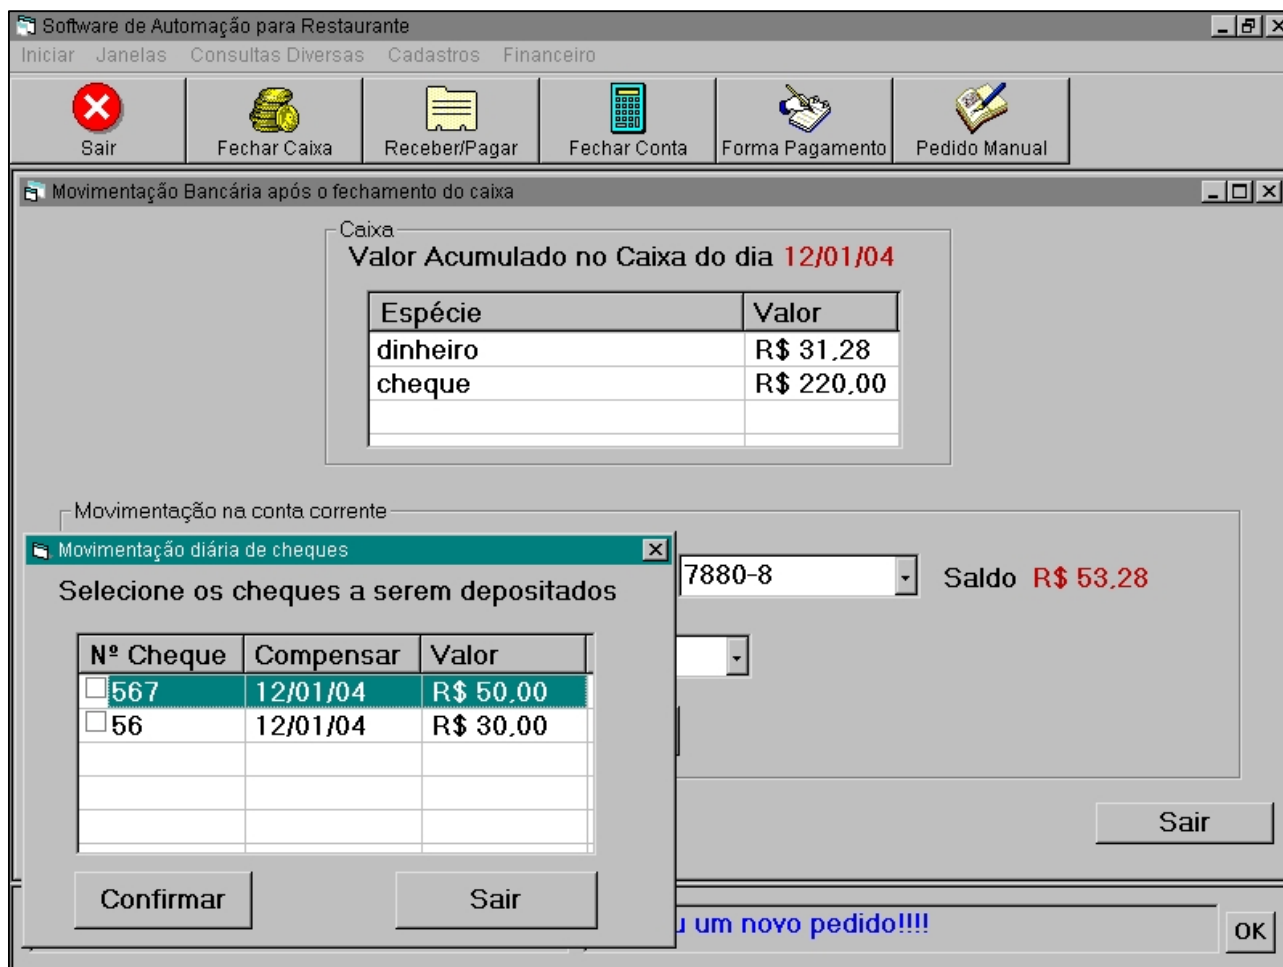 Software de Automação para Restaurante
Iniciar Janelas Consultas Diversas Cadastros Financeiro
Sair Fechar Caixa Receber/Pagar Fechar Conta Forma Pagamento Pedido Manual
Movimentação Bancária após o fechamento do caixa
Caixa
Valor Acumulado no Caixa do dia 12/01/04
Espécie Valor
dinheiro R$ 31,28
cheque R$ 220,00
Movimentação na conta corrente
7880-8 Saldo R$ 53,28
Movimentação diária de cheques
Selecione os cheques a serem depositados
Nº Cheque Compensar Valor
567 12/01/04 R$ 50,00
56 12/01/04 R$ 30,00
Confirmar Sair
Sair
um novo pedido!!!!
OK